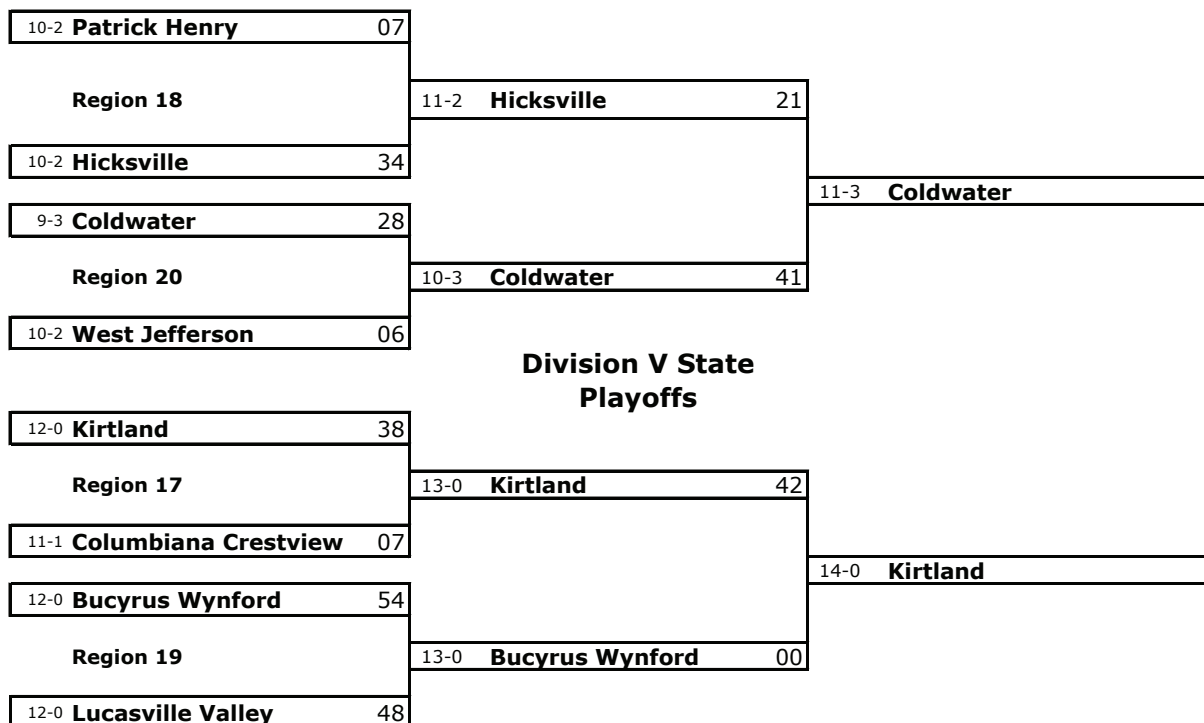 10-2 Patrick Henry 07
Region 18
11-2 Hicksville 21
10-2 Hicksville 34
11-3 Coldwater
9-3 Coldwater 28
Region 20
10-3 Coldwater 41
10-2 West Jefferson 06
Division V State
Playoffs
12-0 Kirtland 38
Region 17
13-0 Kirtland 42
11-1 Columbiana Crestview 07
14-0 Kirtland
12-0 Bucyrus Wynford 54
Region 19
13-0 Bucyrus Wynford 00
12-0 Lucasville Valley 48